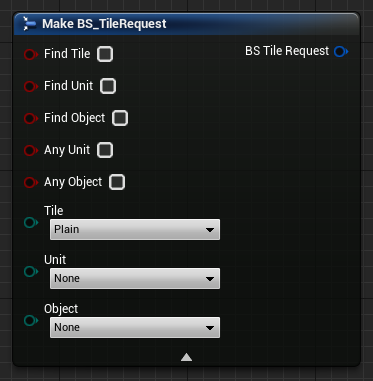 Make BS_TileRequest
Find Tile
BS Tile Request
Find Unit
Find Object
Any Unit
Any Object
Tile
Plain
Unit
None
Object
None